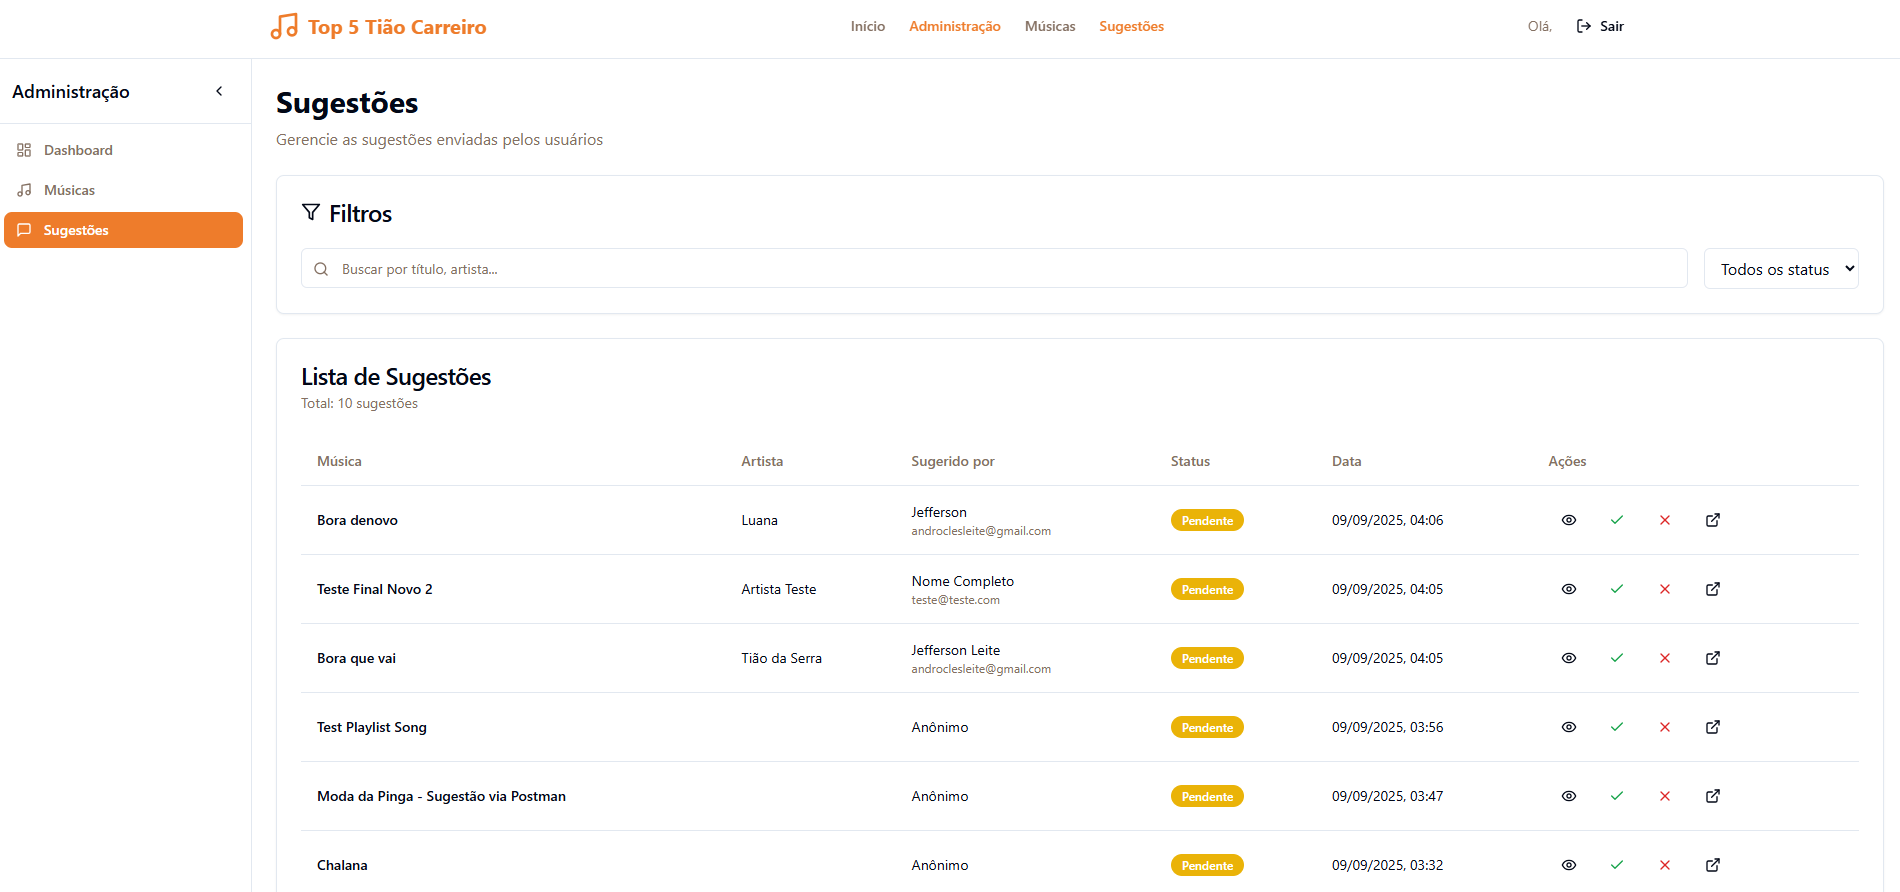 Top 5 Tião Carreiro
Início Administração Músicas Sugestões
Olá, Sair
Administração
Dashboard
Músicas
Sugestões
Sugestões
Gerencie as sugestões enviadas pelos usuários
Filtros
Buscar por título, artista...
Todos os status
Lista de Sugestões
Total: 10 sugestões
Música Artista Sugerido por Status Data Ações
Bora denovo Luana Jefferson Pendente 09/09/2025, 04:06
androclesleite@gmail.com
Teste Final Novo 2 Artista Teste Nome Completo Pendente 09/09/2025, 04:05
teste@teste.com
Bora que vai Tião da Serra Jefferson Leite Pendente 09/09/2025, 04:05
androclesleite@gmail.com
Test Playlist Song Anônimo Pendente 09/09/2025, 03:56
Moda da Pinga - Sugestão via Postman Anônimo Pendente 09/09/2025, 03:47
Chalana Anônimo Pendente 09/09/2025, 03:32